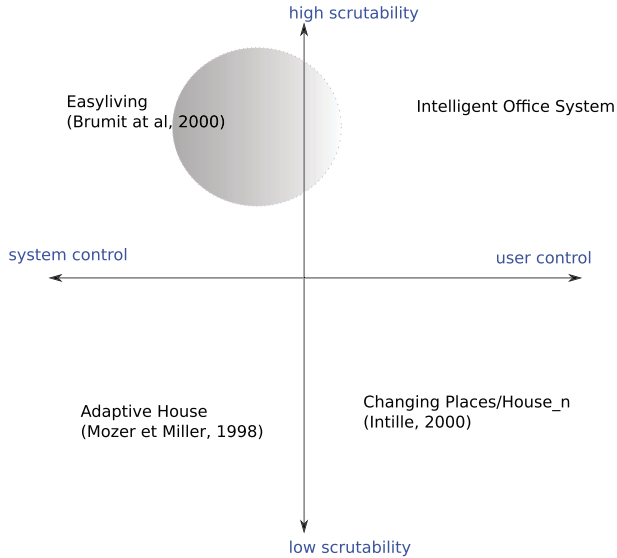 high scrutability
Easyliving
(Brumit at al, 2000)
Intelligent Office System
system control
user control
Adaptive House
(Mozer et Miller, 1998)
Changing Places/House_n
(Intille, 2000)
low scrutability